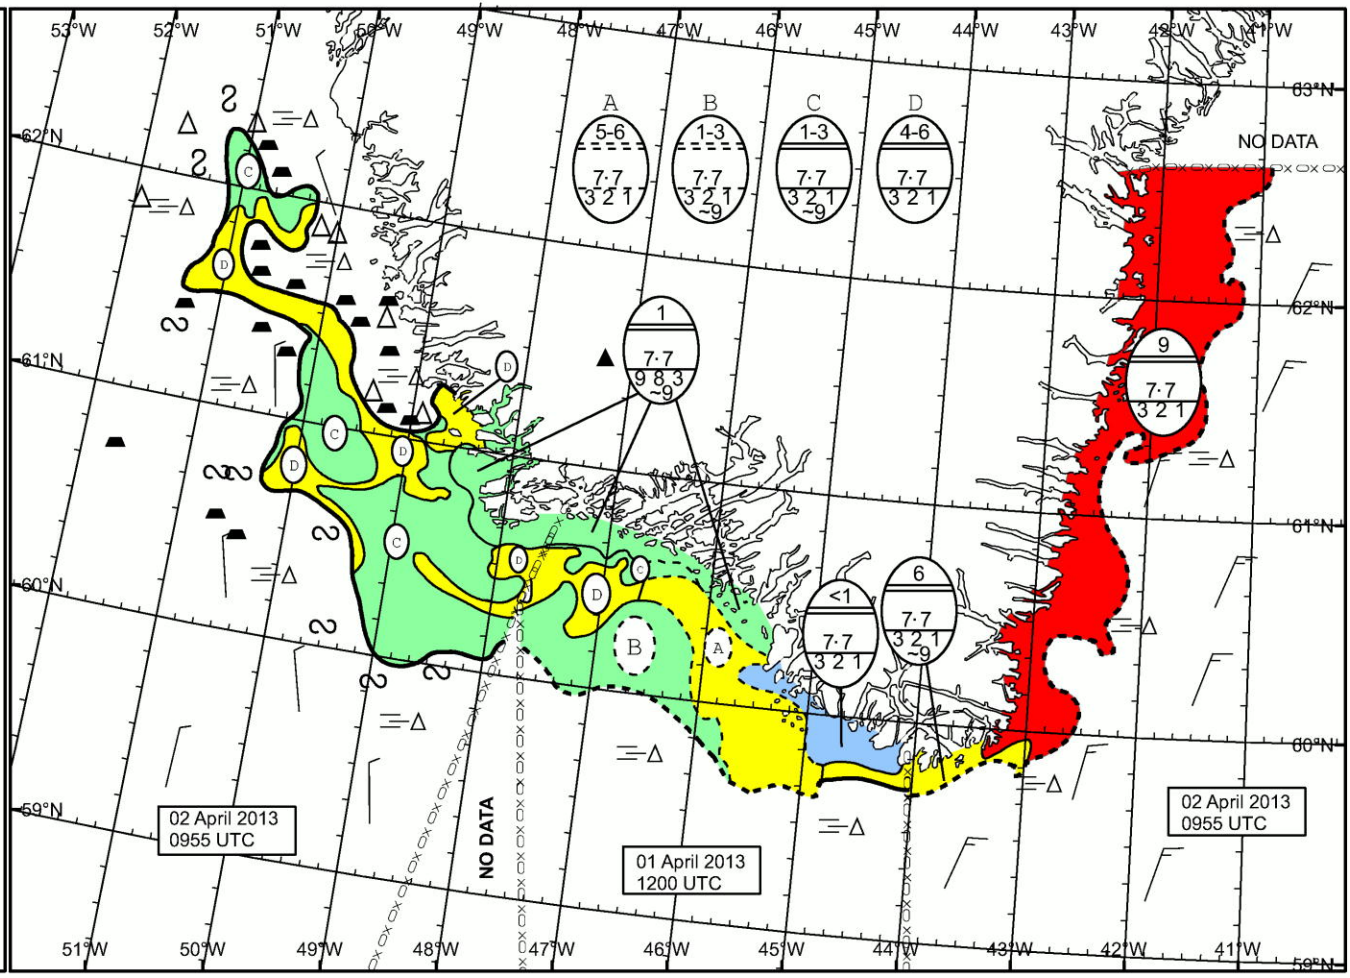 53°W 52°W 51°W 50°W 49°W 48°W 47°W 46°W 45°W 44°W 43°W 42°W 41°W
63°N
62°N
NO DATA
A B C D
5-6 1-3 1-3 4-6
7·7 7·7 7·7 7·7
3 2 1 3 2 1 3 2 1 3 2 1
~9 ~9 ~9
C
D
62°N
1
7·7
9 8 3
~9
9
7·7
3 2 1
61°N
D
C
D
D
61°N
C
D
C
D
60°N
<1
7·7
3 2 1
6
7·7
3 2 1
~9
B
A
60°N
59°N
02 April 2013
0955 UTC
NO DATA
01 April 2013
1200 UTC
02 April 2013
0955 UTC
51°W 50°W 49°W 48°W 47°W 46°W 45°W 44°W 43°W 42°W 41°W
59°N